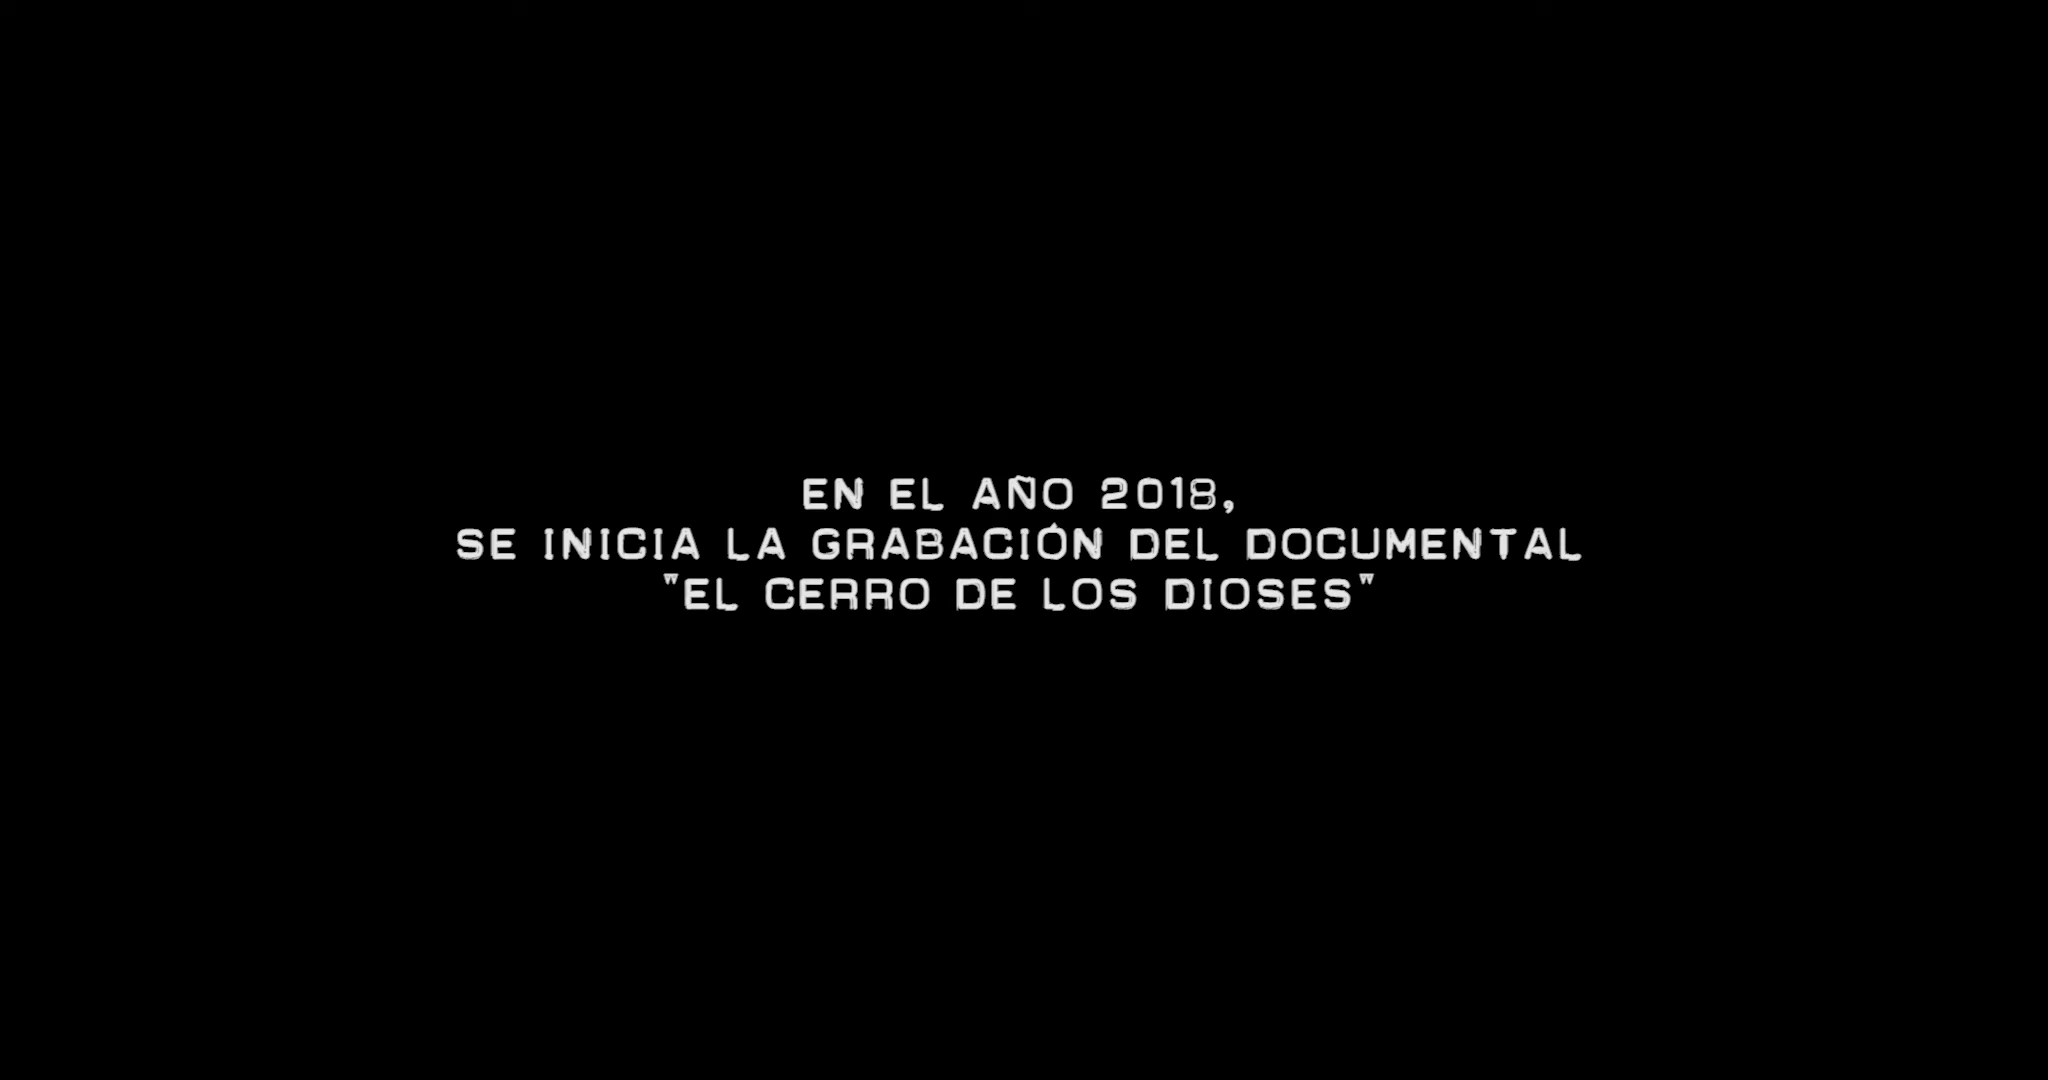 EN EL AÑO 2018,
SE INICIA LA GRABACIÓN DEL DOCUMENTAL
"EL CERRO DE LOS DIOSES"